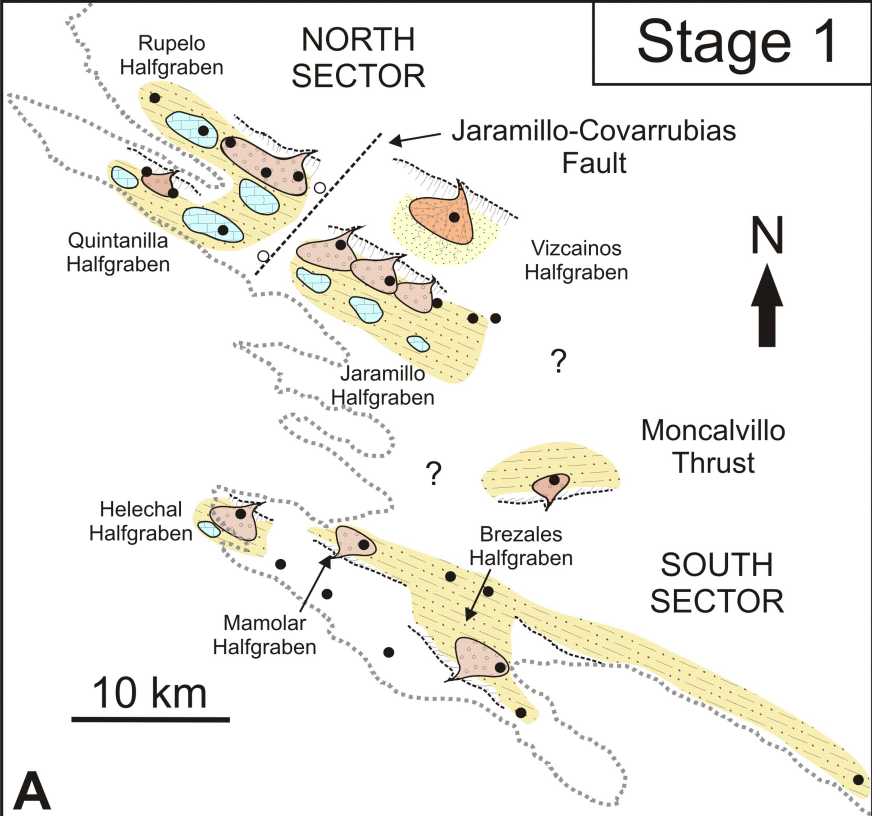 Stage 1
NORTH
SECTOR
Rupelo
Halfgraben
Jaramillo-Covarrubias
Fault
Quintanilla
Halfgraben
Vizcainos
Halfgraben
N
?
Jaramillo
Halfgraben
Moncalvillo
Thrust
?
Helechal
Halfgraben
Brezales
Halfgraben
SOUTH
SECTOR
Mamolar
Halfgraben
10 km
A